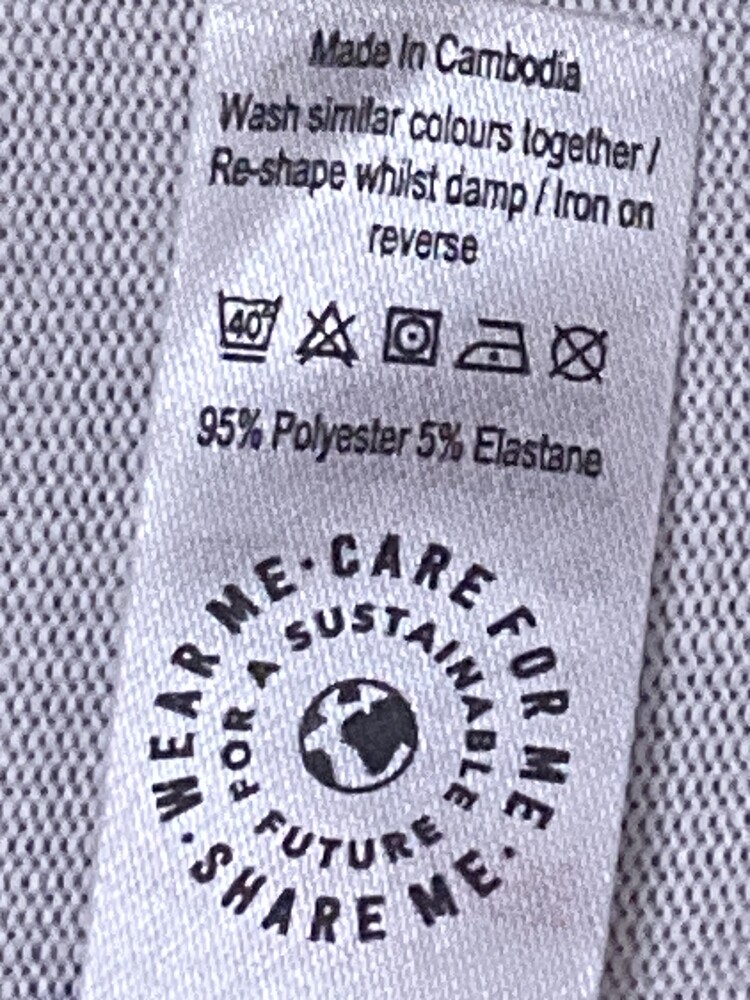 Made In Cambodia
Wash similar colours together /
Re-shape whilst damp / Iron on
reverse
40°
95% Polyester 5% Elastane
WEAR ME · CARE FOR ME · SHARE ME ·
FOR A SUSTAINABLE FUTURE